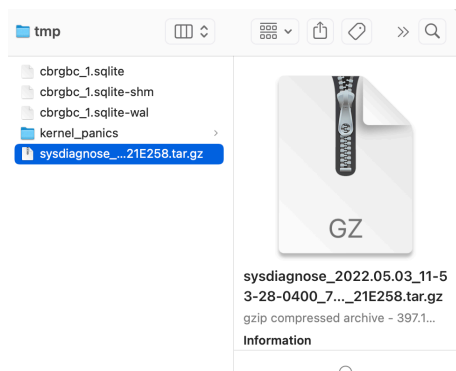 tmp
cbrgbc_1.sqlite
cbrgbc_1.sqlite-shm
cbrgbc_1.sqlite-wal
kernel_panics
sysdiagnose_...21E258.tar.gz
GZ
sysdiagnose_2022.05.03_11-5
3-28-0400_7..._21E258.tar.gz
gzip compressed archive - 397.1...
Information